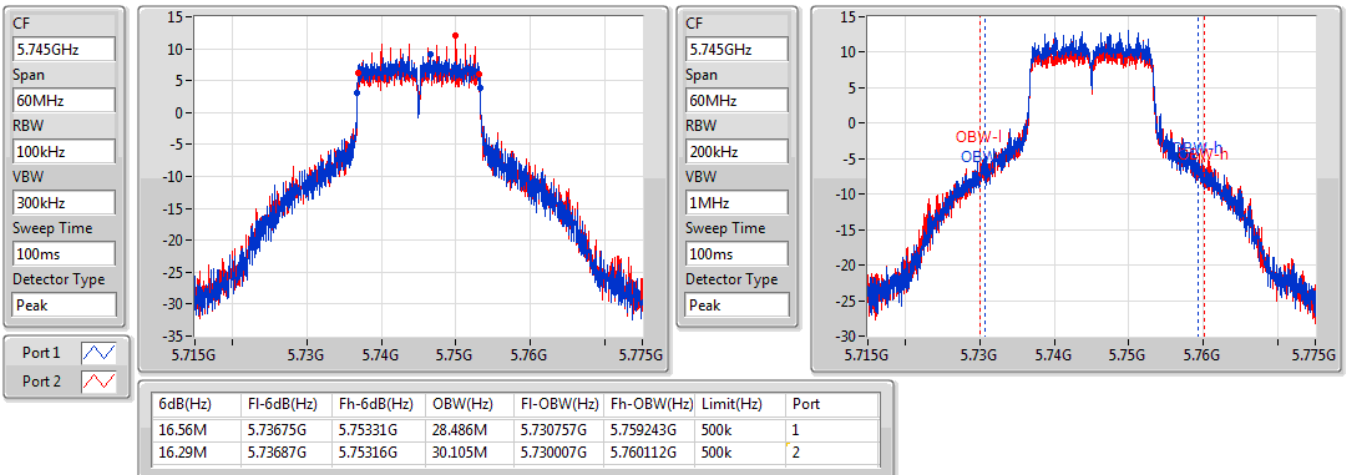 CF
5.745GHz
Span
60MHz
RBW
100kHz
VBW
300kHz
Sweep Time
100ms
Detector Type
Peak
Port 1
Port 2
15
10
5
0
-5
-10
-15
-20
-25
-30
-35
5.715G 5.73G 5.74G 5.75G 5.76G 5.775G
CF
5.745GHz
Span
60MHz
RBW
200kHz
VBW
1MHz
Sweep Time
100ms
Detector Type
Peak
15
10
5
0
-5
-10
-15
-20
-25
-30
OBW-l
OBW-h
OBW-h
5.715G 5.73G 5.74G 5.75G 5.76G 5.775G
6dB(Hz) Fl-6dB(Hz) Fh-6dB(Hz) OBW(Hz) Fl-OBW(Hz) Fh-OBW(Hz) Limit(Hz) Port
16.56M 5.73675G 5.75331G 28.486M 5.730757G 5.759243G 500k 1
16.29M 5.73687G 5.75316G 30.105M 5.730007G 5.760112G 500k 2